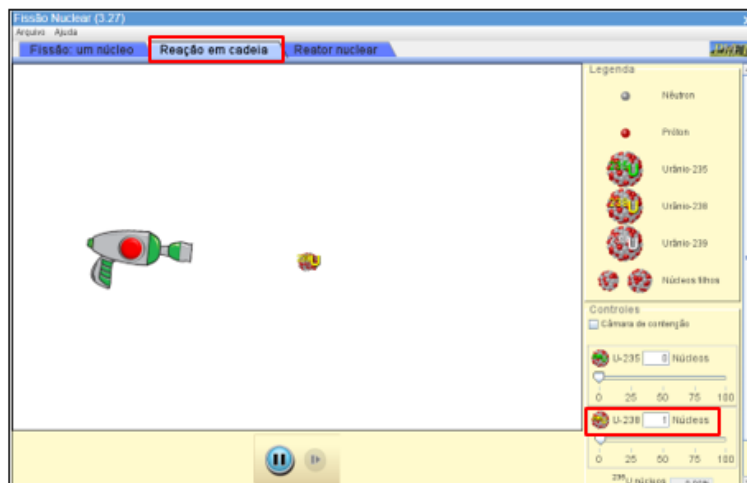 Fissão Nuclear (3.27)
Arquivo Ajuda
Fissão: um núcleo Reação em cadeia Reator nuclear
Legenda
Nêutron
Próton
Urânio-235
Urânio-238
Urânio-239
Núcleos filhos
Controles
Câmara de contenção
U-235 0 Núcleos
0 25 50 75 100
U-238 1 Núcleos
0 25 50 75 100